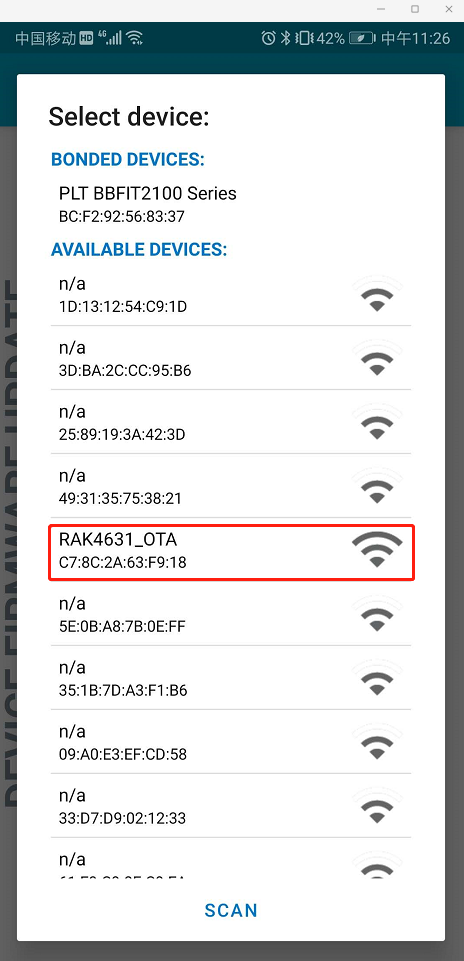 中国移动 HD 4G 42% 中午11:26
Select device:
BONDED DEVICES:
PLT BBFIT2100 Series
BC:F2:92:56:83:37
AVAILABLE DEVICES:
n/a
1D:13:12:54:C9:1D
n/a
3D:BA:2C:CC:95:B6
n/a
25:89:19:3A:42:3D
n/a
49:31:35:75:38:21
RAK4631_OTA
C7:8C:2A:63:F9:18
n/a
5E:0B:A8:7B:0E:FF
n/a
35:1B:7D:A3:F1:B6
n/a
09:A0:E3:EF:CD:58
n/a
33:D7:D9:02:12:33
n/a
SCAN
DEVICE FIRMWARE UPDATE